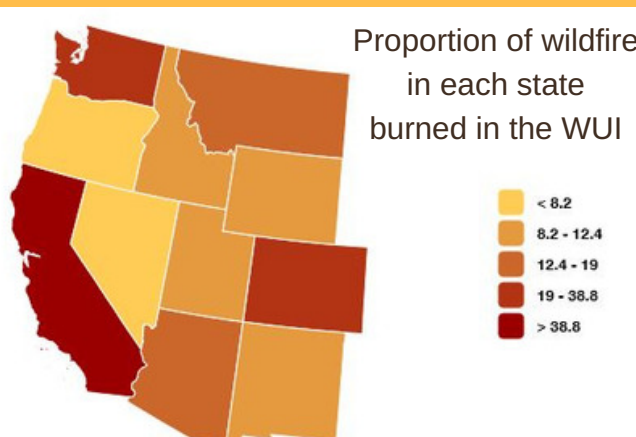 Proportion of wildfire
in each state
burned in the WUI
< 8.2
8.2 - 12.4
12.4 - 19
19 - 38.8
> 38.8